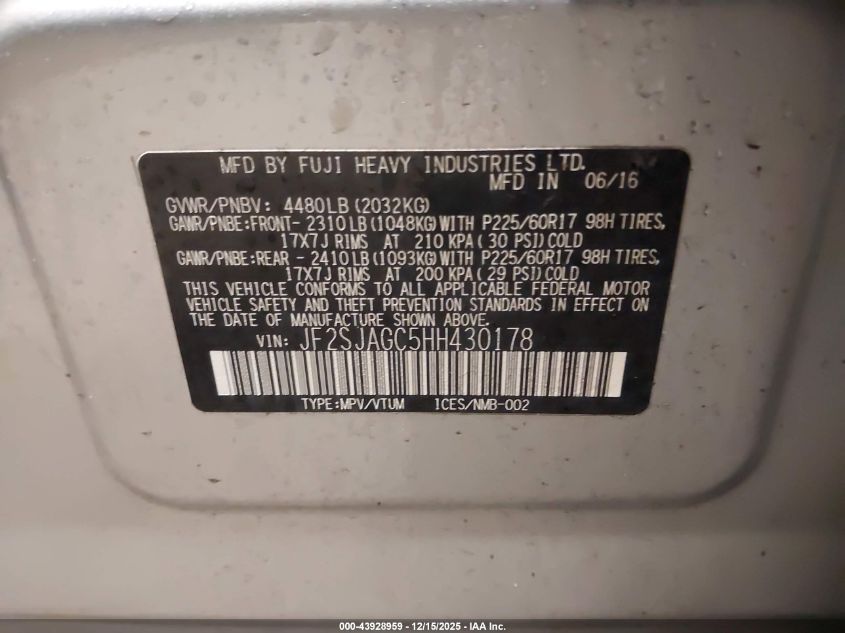 MFD BY FUJI HEAVY INDUSTRIES LTD.
MFD IN 06/16
GVWR/PNBV: 4480LB (2032KG)
GAWR/PNBE:FRONT- 2310LB (1048KG) WITH P225/60R17 98H TIRES,
17X7J RIMS AT 210 KPA ( 30 PSI) COLD
GAWR/PNBE:REAR - 2410LB (1093KG) WITH P225/60R17 98H TIRES,
17X7J RIMS AT 200 KPA ( 29 PSI) COLD
THIS VEHICLE CONFORMS TO ALL APPLICABLE FEDERAL MOTOR
VEHICLE SAFETY AND THEFT PREVENTION STANDARDS IN EFFECT ON
THE DATE OF MANUFACTURE SHOWN ABOVE.
VIN: JF2SJAGC5HH430178
TYPE:MPV/VTUM ICES/NMB-002
000-43928959 - 12/15/2025 - IAA Inc.